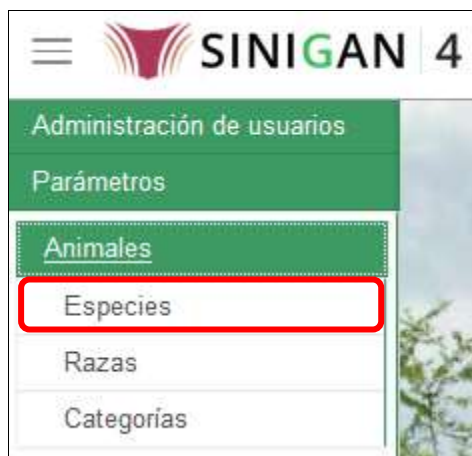 SINIGAN 4
Administración de usuarios
Parámetros
Animales
Especies
Razas
Categorías